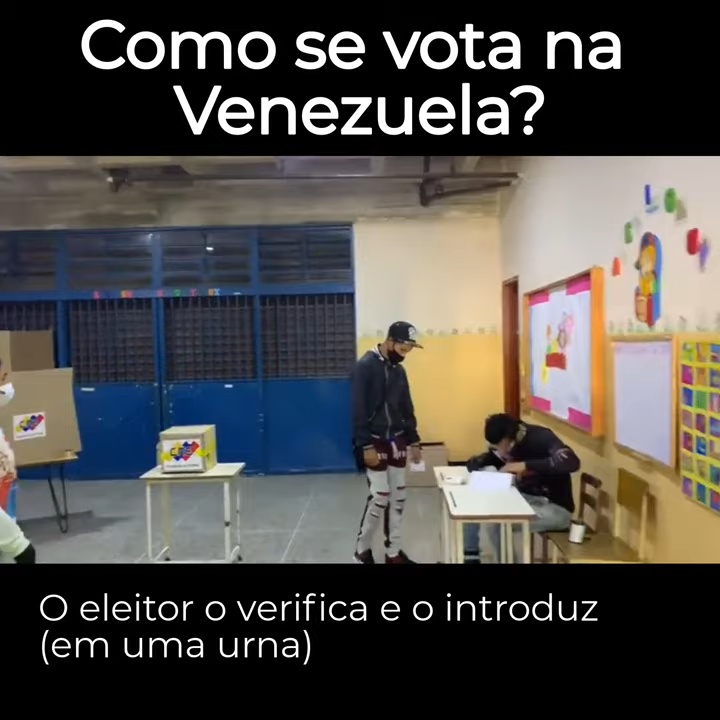 Como se vota na
Venezuela?
O eleitor o verifica e o introduz
(em uma urna)